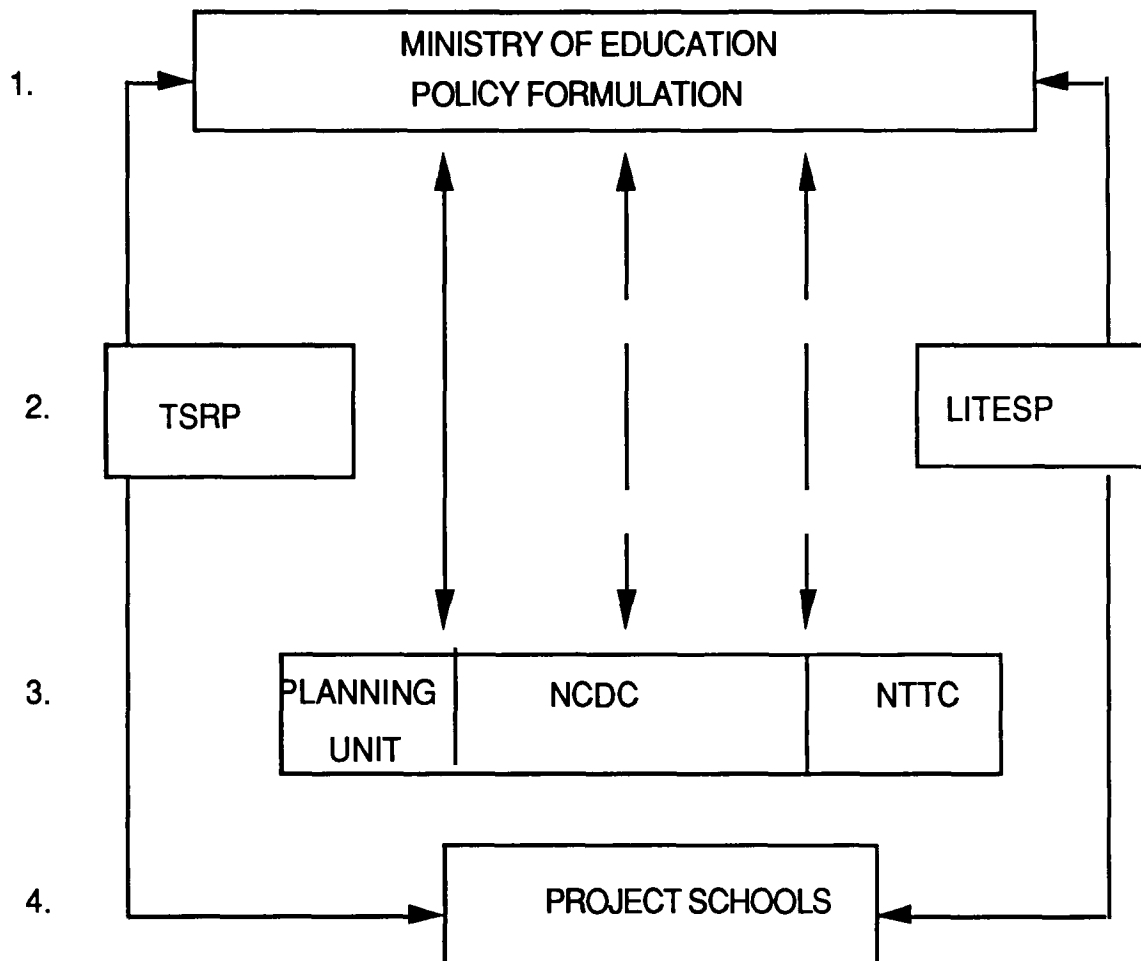 MINISTRY OF EDUCATION
1.
POLICY FORMULATION
2.
TSRP
LITESP
3.
PLANNING
NCDC
NTTC
UNIT
4.
PROJECT SCHOOLS